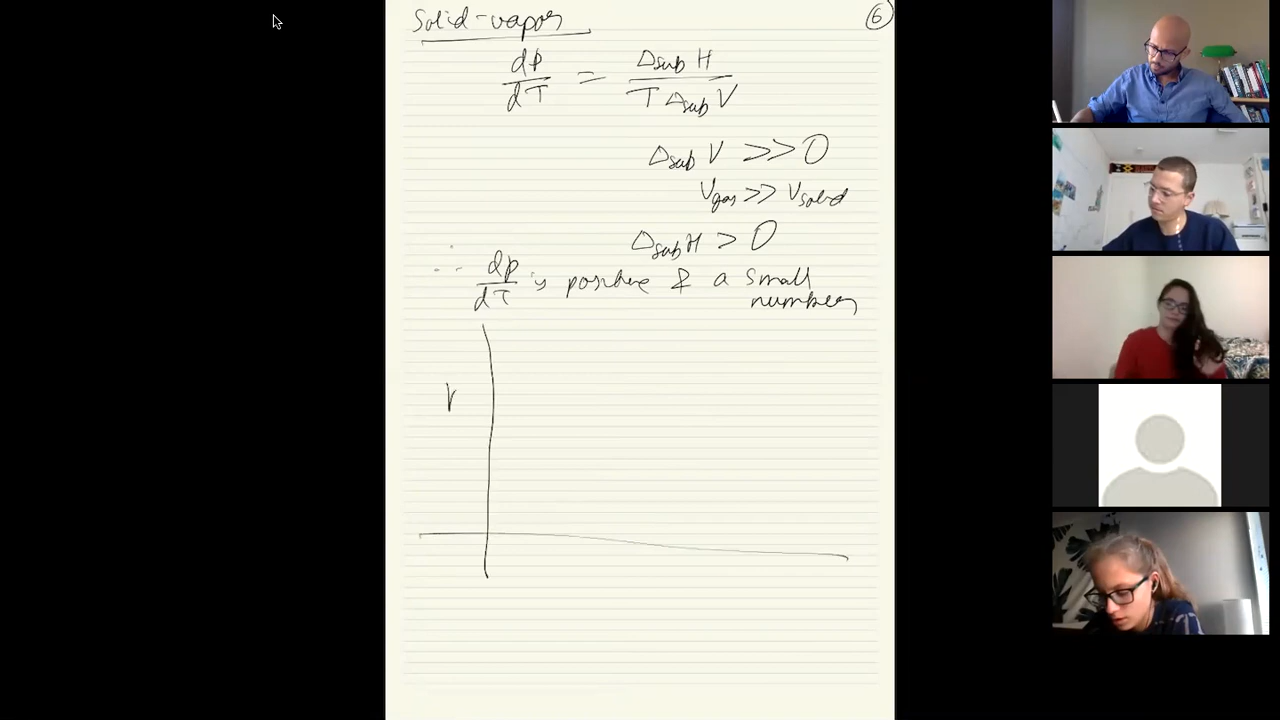 Solid-vapor
6
dp/dT = Δsub H / T Δsub V
Δsub V >> 0
Vgas >> Vsolid
Δsub H > 0
∴ dp/dT is positive & a small
number,